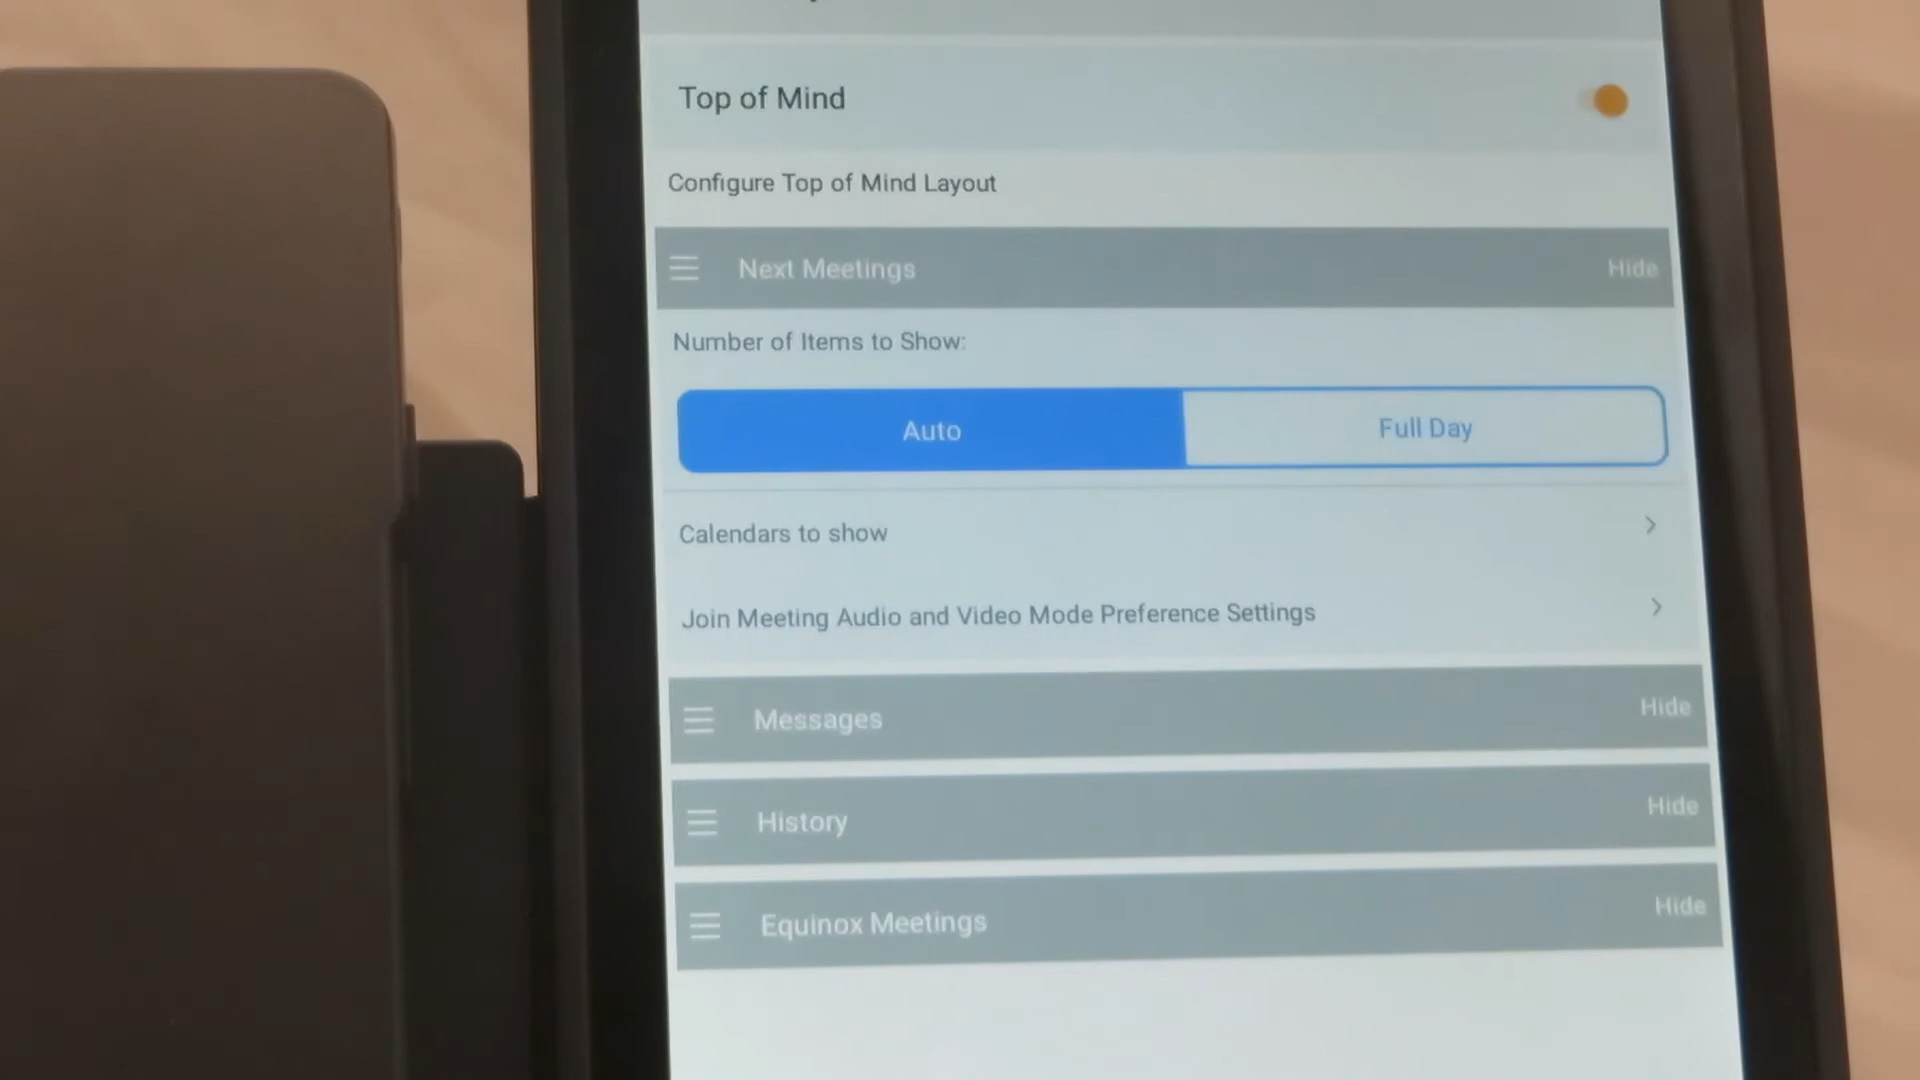 Top of Mind
Configure Top of Mind Layout
Next Meetings Hide
Number of Items to Show:
Auto Full Day
Calendars to show
Join Meeting Audio and Video Mode Preference Settings
Messages Hide
History Hide
Equinox Meetings Hide